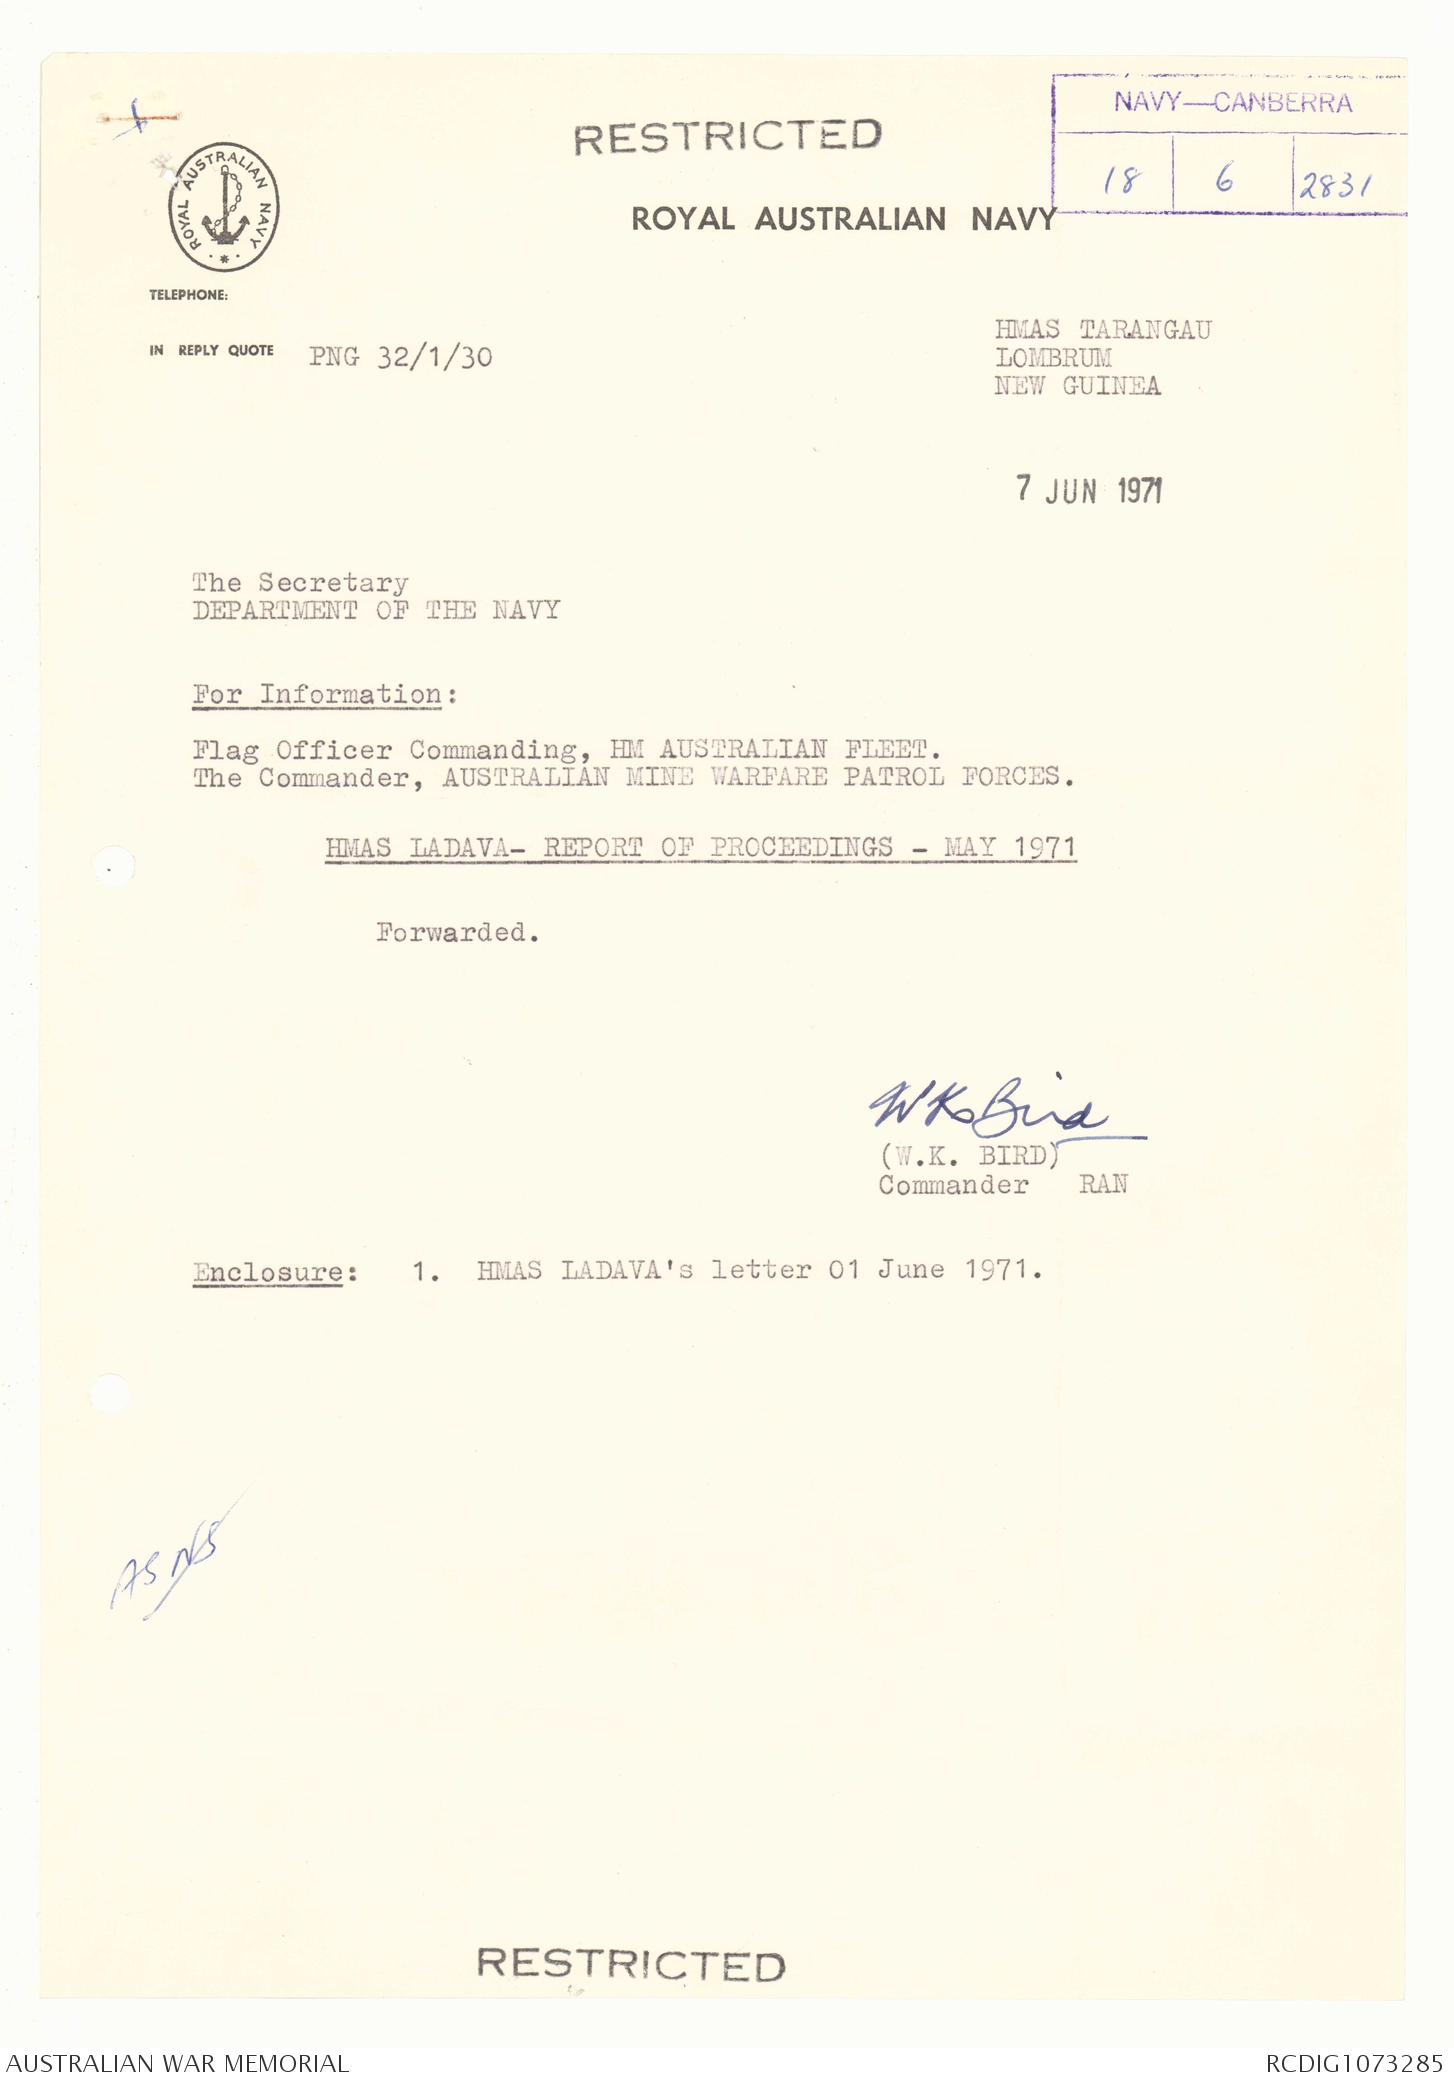 RESTRICTED
NAVY—CANBERRA
18 6 2831
ROYAL AUSTRALIAN NAVY
ROYAL AUSTRALIAN NAVY
TELEPHONE:
IN REPLY QUOTE PNG 32/1/30
HMAS TARANGAU
LOMBRUM
NEW GUINEA
7 JUN 1971
The Secretary
DEPARTMENT OF THE NAVY
For Information:
Flag Officer Commanding, HM AUSTRALIAN FLEET.
The Commander, AUSTRALIAN MINE WARFARE PATROL FORCES.
HMAS LADAVA- REPORT OF PROCEEDINGS - MAY 1971
Forwarded.
WK Bird
(W.K. BIRD)
Commander RAN
Enclosure: 1. HMAS LADAVA's letter 01 June 1971.
AS NS
RESTRICTED
AUSTRALIAN WAR MEMORIAL
RCDIG1073285